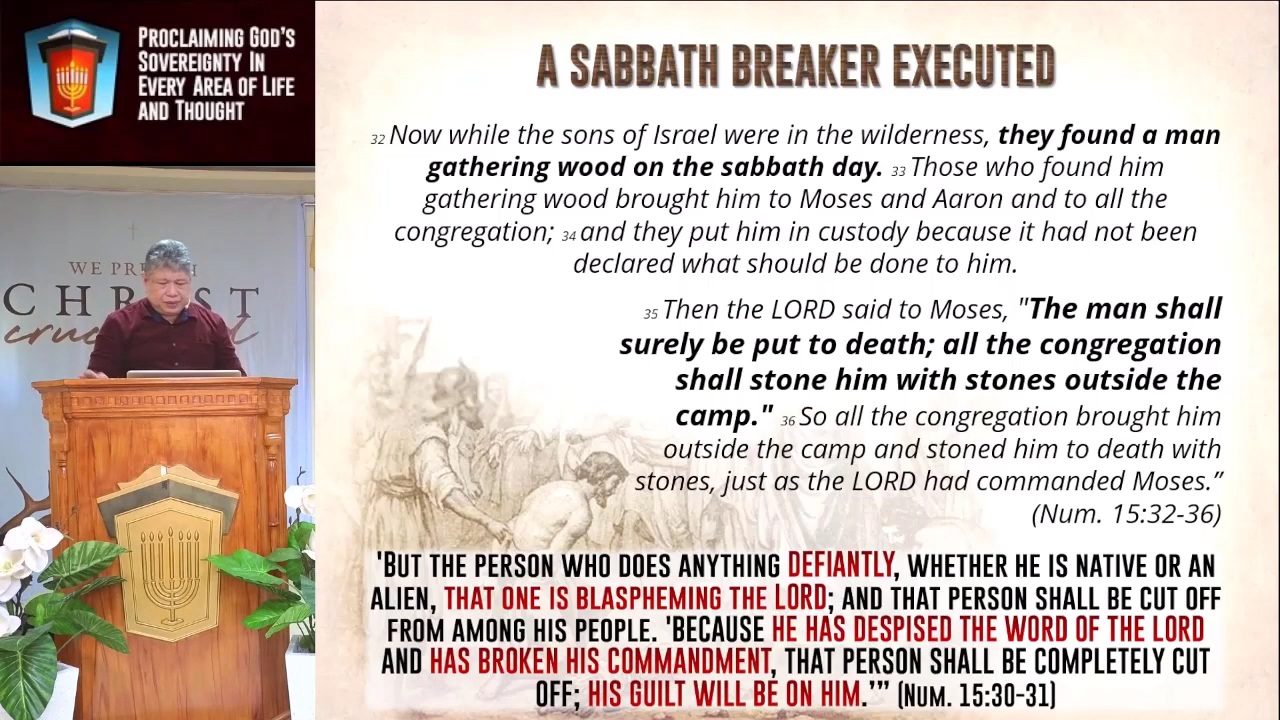 PROCLAIMING GOD'S
SOVEREIGNTY IN
EVERY AREA OF LIFE
AND THOUGHT
WE PR H
CHR ST
cruc d
A SABBATH BREAKER EXECUTED
32 Now while the sons of Israel were in the wilderness, they found a man
gathering wood on the sabbath day. 33 Those who found him
gathering wood brought him to Moses and Aaron and to all the
congregation; 34 and they put him in custody because it had not been
declared what should be done to him.
35 Then the LORD said to Moses, "The man shall
surely be put to death; all the congregation
shall stone him with stones outside the
camp." 36 So all the congregation brought him
outside the camp and stoned him to death with
stones, just as the LORD had commanded Moses.”
(Num. 15:32-36)
'BUT THE PERSON WHO DOES ANYTHING DEFIANTLY, WHETHER HE IS NATIVE OR AN
ALIEN, THAT ONE IS BLASPHEMING THE LORD; AND THAT PERSON SHALL BE CUT OFF
FROM AMONG HIS PEOPLE. 'BECAUSE HE HAS DESPISED THE WORD OF THE LORD
AND HAS BROKEN HIS COMMANDMENT, THAT PERSON SHALL BE COMPLETELY CUT
OFF; HIS GUILT WILL BE ON HIM.’” (NUM. 15:30-31)